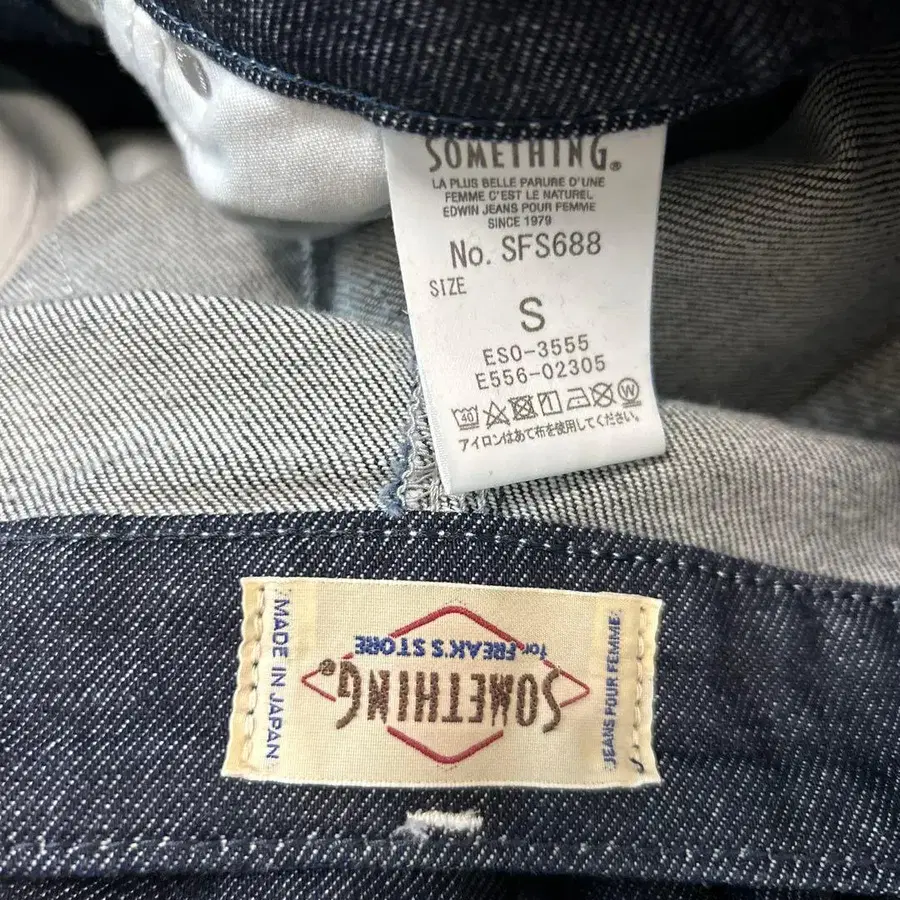 SOMETHING®
LA PLUS BELLE PARURE D'UNE
FEMME C'EST LE NATUREL
EDWIN JEANS POUR FEMME
SINCE 1979
No. SFS688
SIZE
S
ESO-3555
E556-02305
40 W
アイロンはあて布を使用してください。
MADE IN JAPAN
SOMETHING®
for FREAK'S STORE
JEANS POUR FEMME